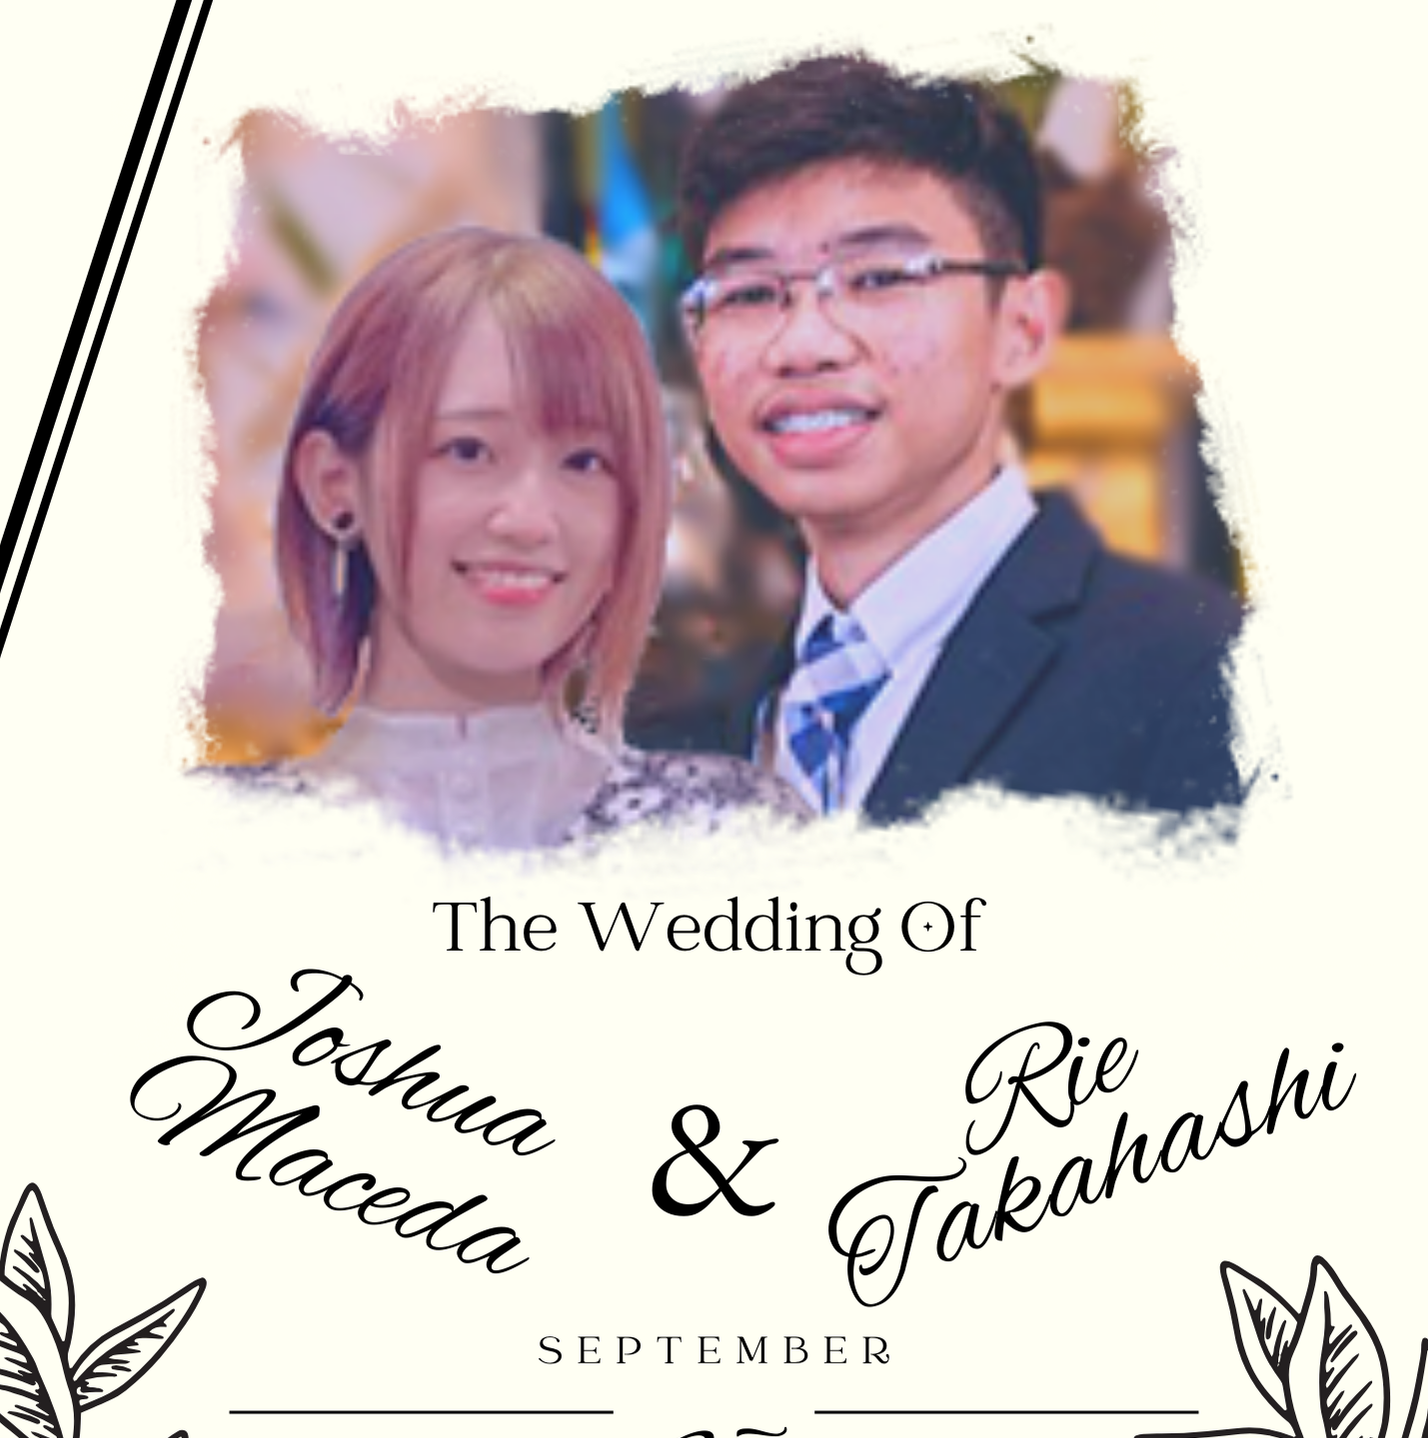 The Wedding Of
Joshua
Maceda
&
Rie
Takahashi
SEPTEMBER